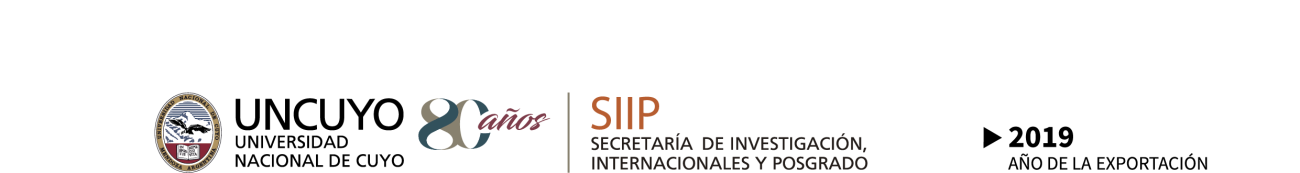 UNCUYO
UNIVERSIDAD
NACIONAL DE CUYO
80 años
SIIP
SECRETARÍA DE INVESTIGACIÓN,
INTERNACIONALES Y POSGRADO
2019
AÑO DE LA EXPORTACIÓN